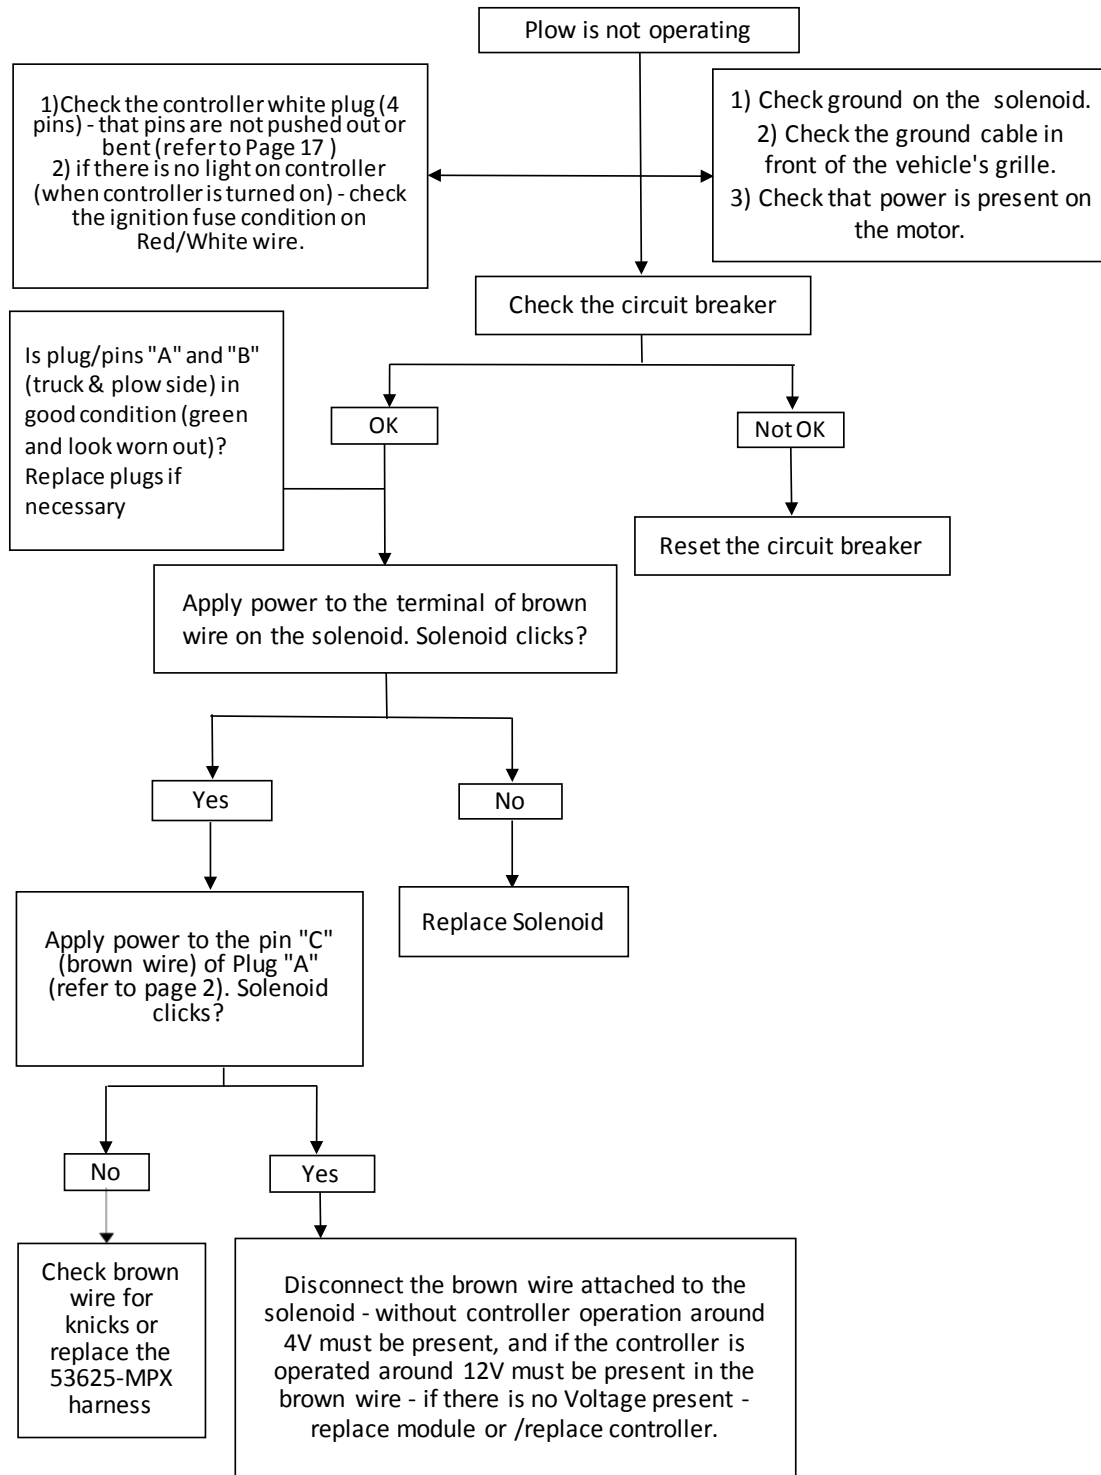 Plow is not operating
1)Check the controller white plug (4
pins) - that pins are not pushed out or
bent (refer to Page 17 )
2) if there is no light on controller
(when controller is turned on) - check
the ignition fuse condition on
Red/White wire.
1) Check ground on the solenoid.
2) Check the ground cable in
front of the vehicle's grille.
3) Check that power is present on
the motor.
Check the circuit breaker
Is plug/pins "A" and "B"
(truck & plow side) in
good condition (green
and look worn out)?
Replace plugs if
necessary
OK
Not OK
Reset the circuit breaker
Apply power to the terminal of brown
wire on the solenoid. Solenoid clicks?
Yes
No
Replace Solenoid
Apply power to the pin "C"
(brown wire) of Plug "A"
(refer to page 2). Solenoid
clicks?
No
Yes
Check brown
wire for
knicks or
replace the
53625-MPX
harness
Disconnect the brown wire attached to the
solenoid - without controller operation around
4V must be present, and if the controller is
operated around 12V must be present in the
brown wire - if there is no Voltage present -
replace module or /replace controller.